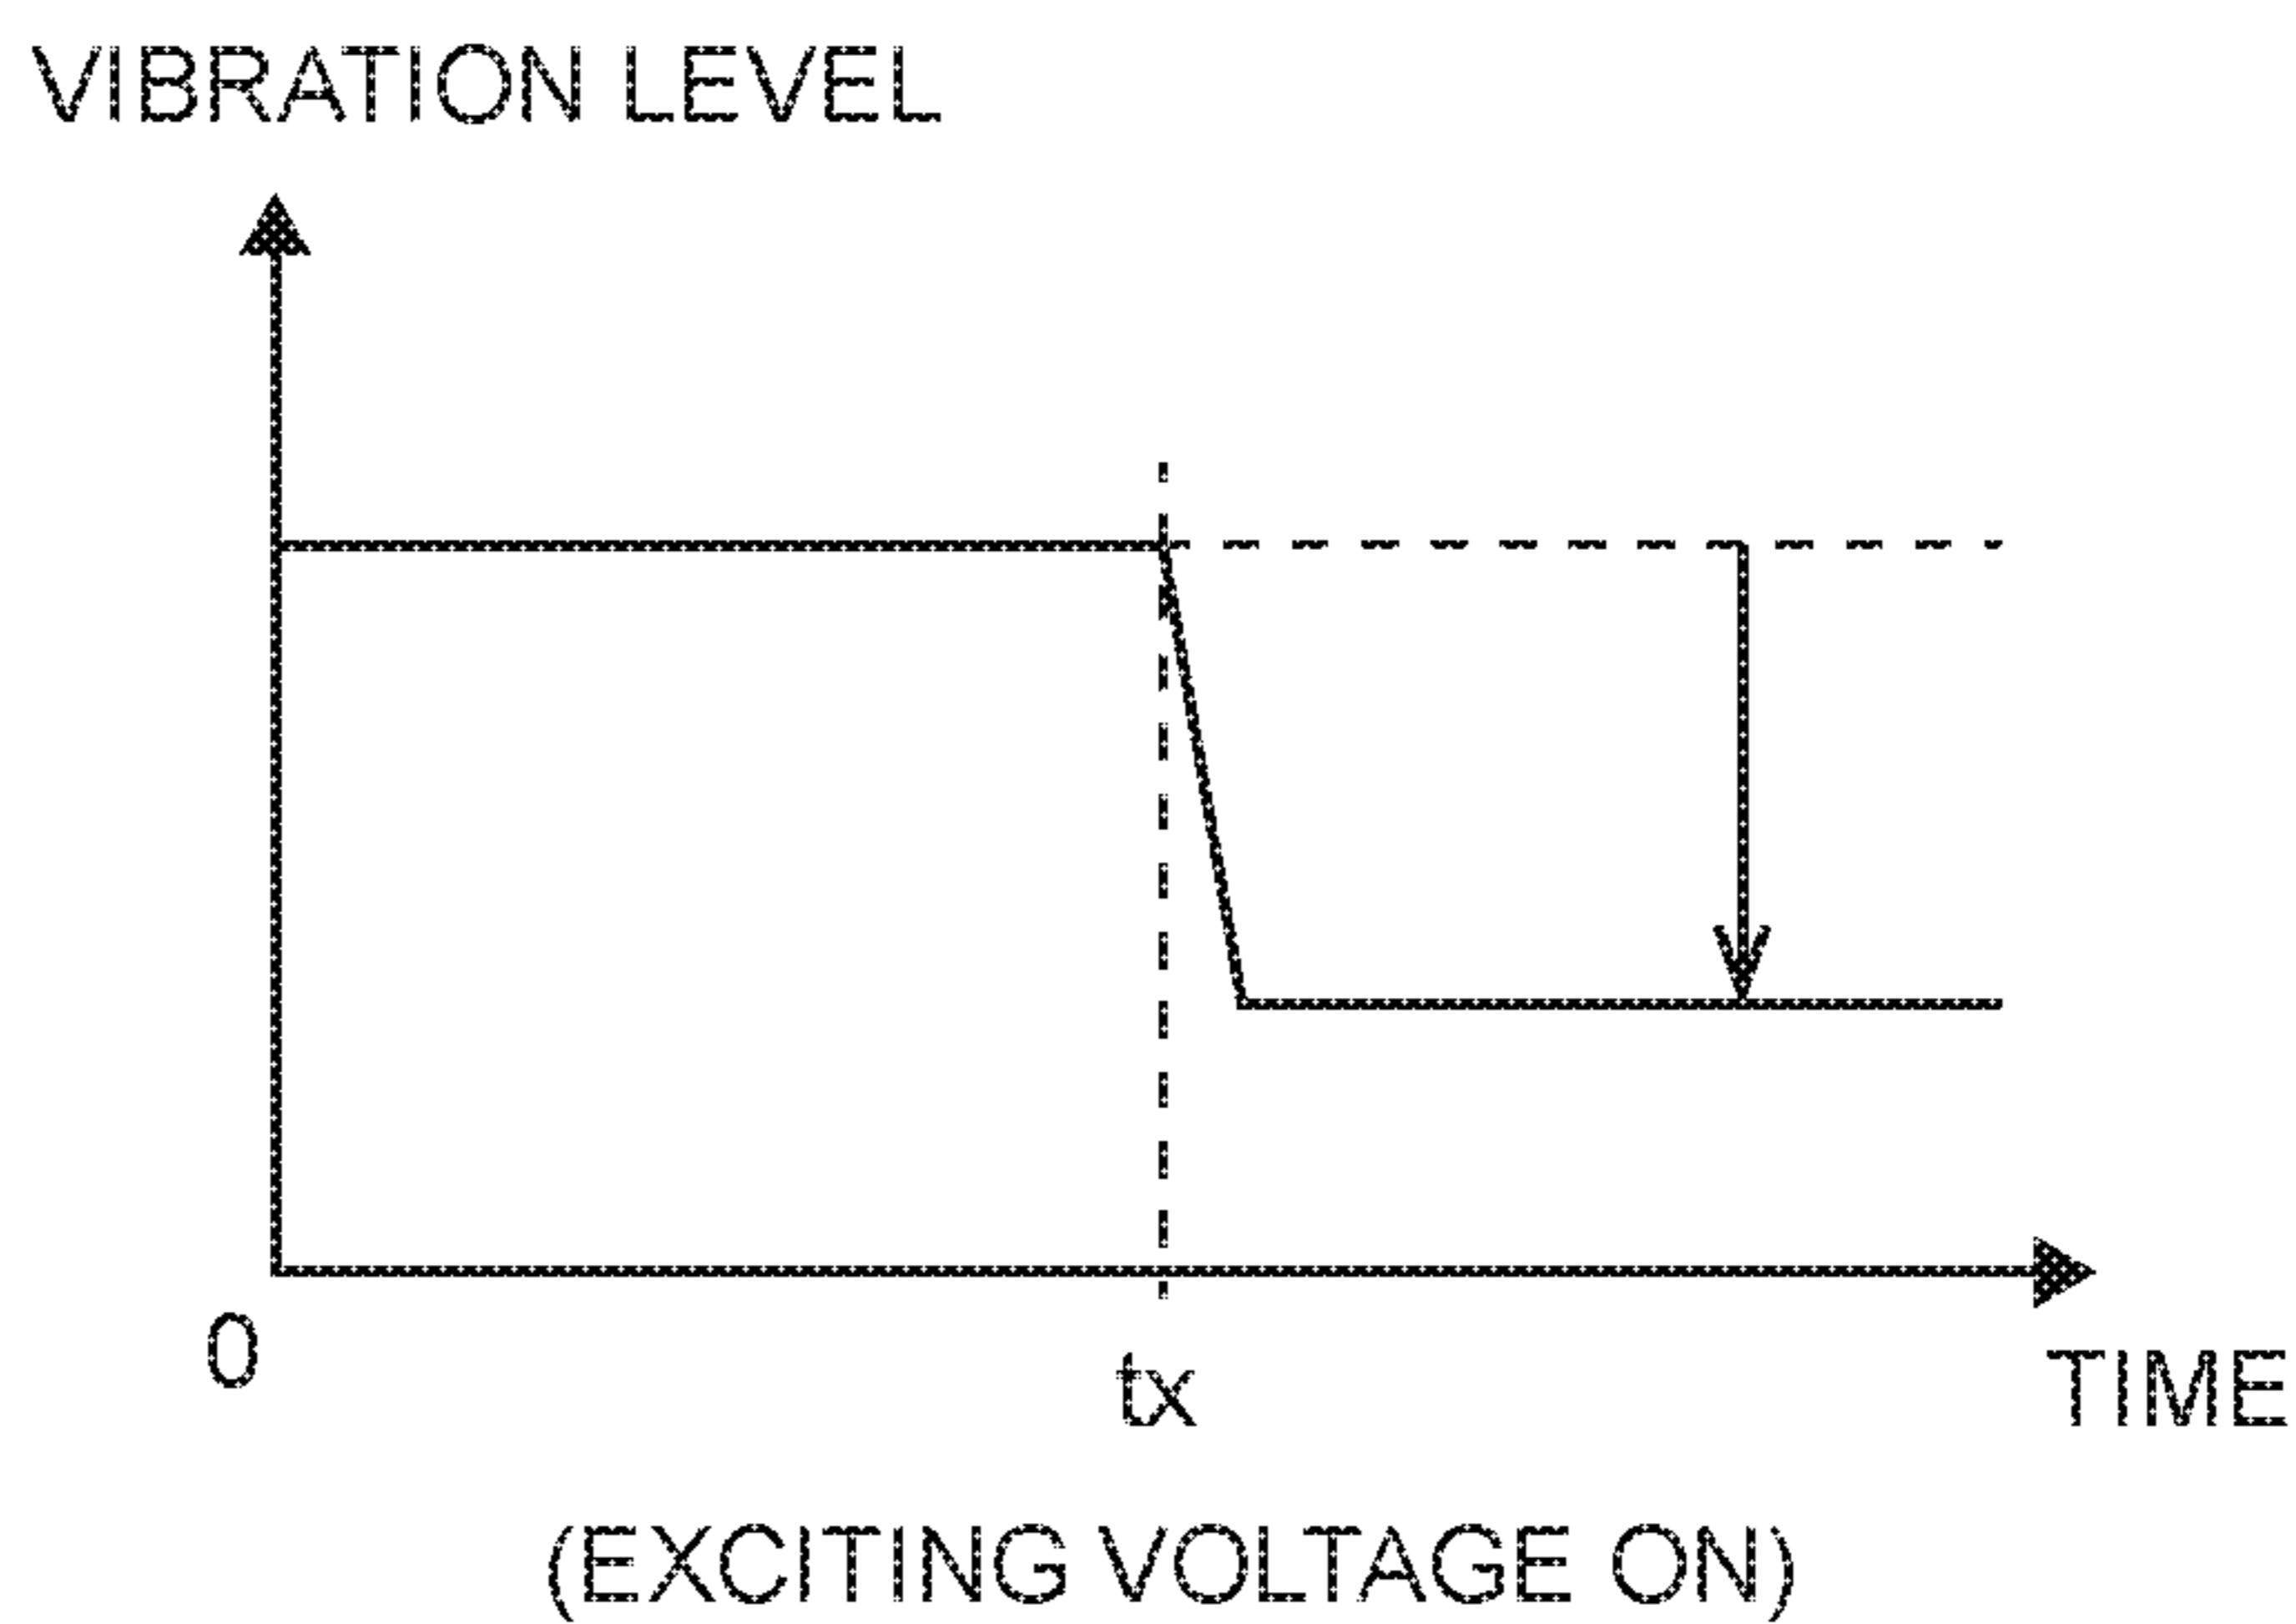 VIBRATION LEVEL
0
tx
TIME
(EXCITING VOLTAGE ON)